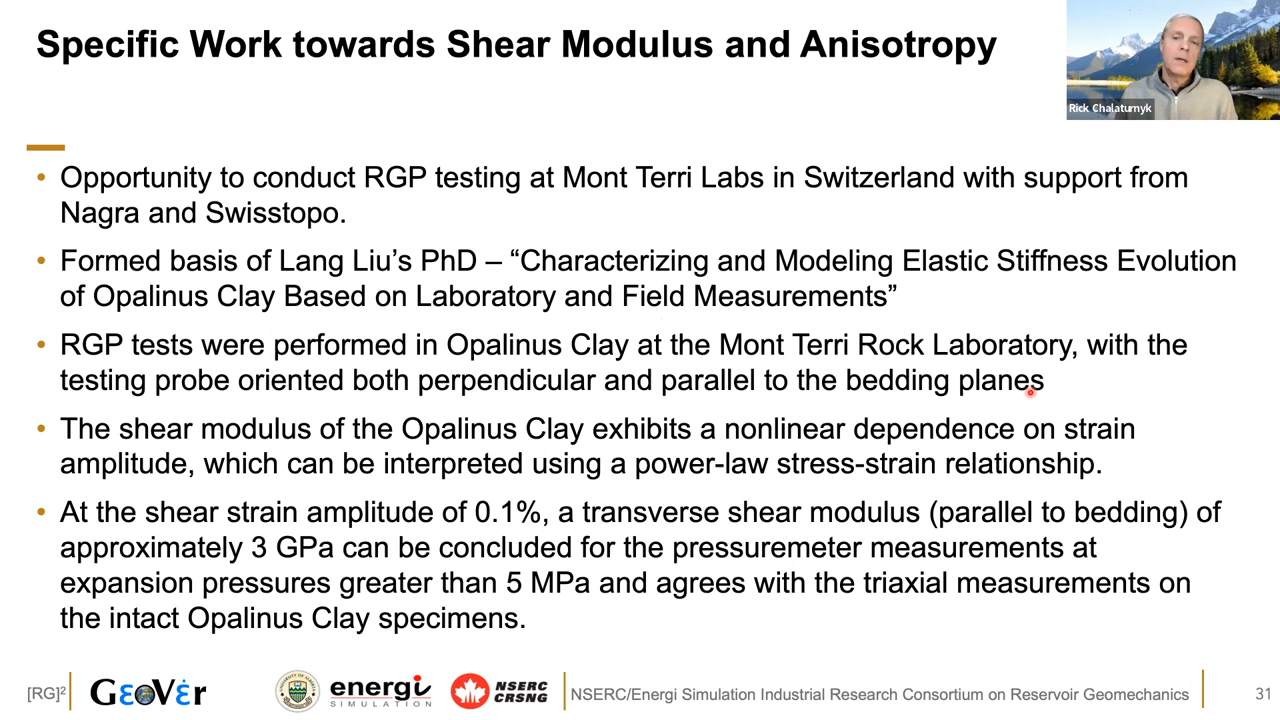 Specific Work towards Shear Modulus and Anisotropy
Rick Chalaturnyk
• Opportunity to conduct RGP testing at Mont Terri Labs in Switzerland with support from
Nagra and Swisstopo.
• Formed basis of Lang Liu's PhD – “Characterizing and Modeling Elastic Stiffness Evolution
of Opalinus Clay Based on Laboratory and Field Measurements”
• RGP tests were performed in Opalinus Clay at the Mont Terri Rock Laboratory, with the
testing probe oriented both perpendicular and parallel to the bedding planes
• The shear modulus of the Opalinus Clay exhibits a nonlinear dependence on strain
amplitude, which can be interpreted using a power-law stress-strain relationship.
• At the shear strain amplitude of 0.1%, a transverse shear modulus (parallel to bedding) of
approximately 3 GPa can be concluded for the pressuremeter measurements at
expansion pressures greater than 5 MPa and agrees with the triaxial measurements on
the intact Opalinus Clay specimens.
[RG]²
GEOVER
energi
SIMULATION
NSERC
CRSNG
NSERC/Energi Simulation Industrial Research Consortium on Reservoir Geomechanics
31